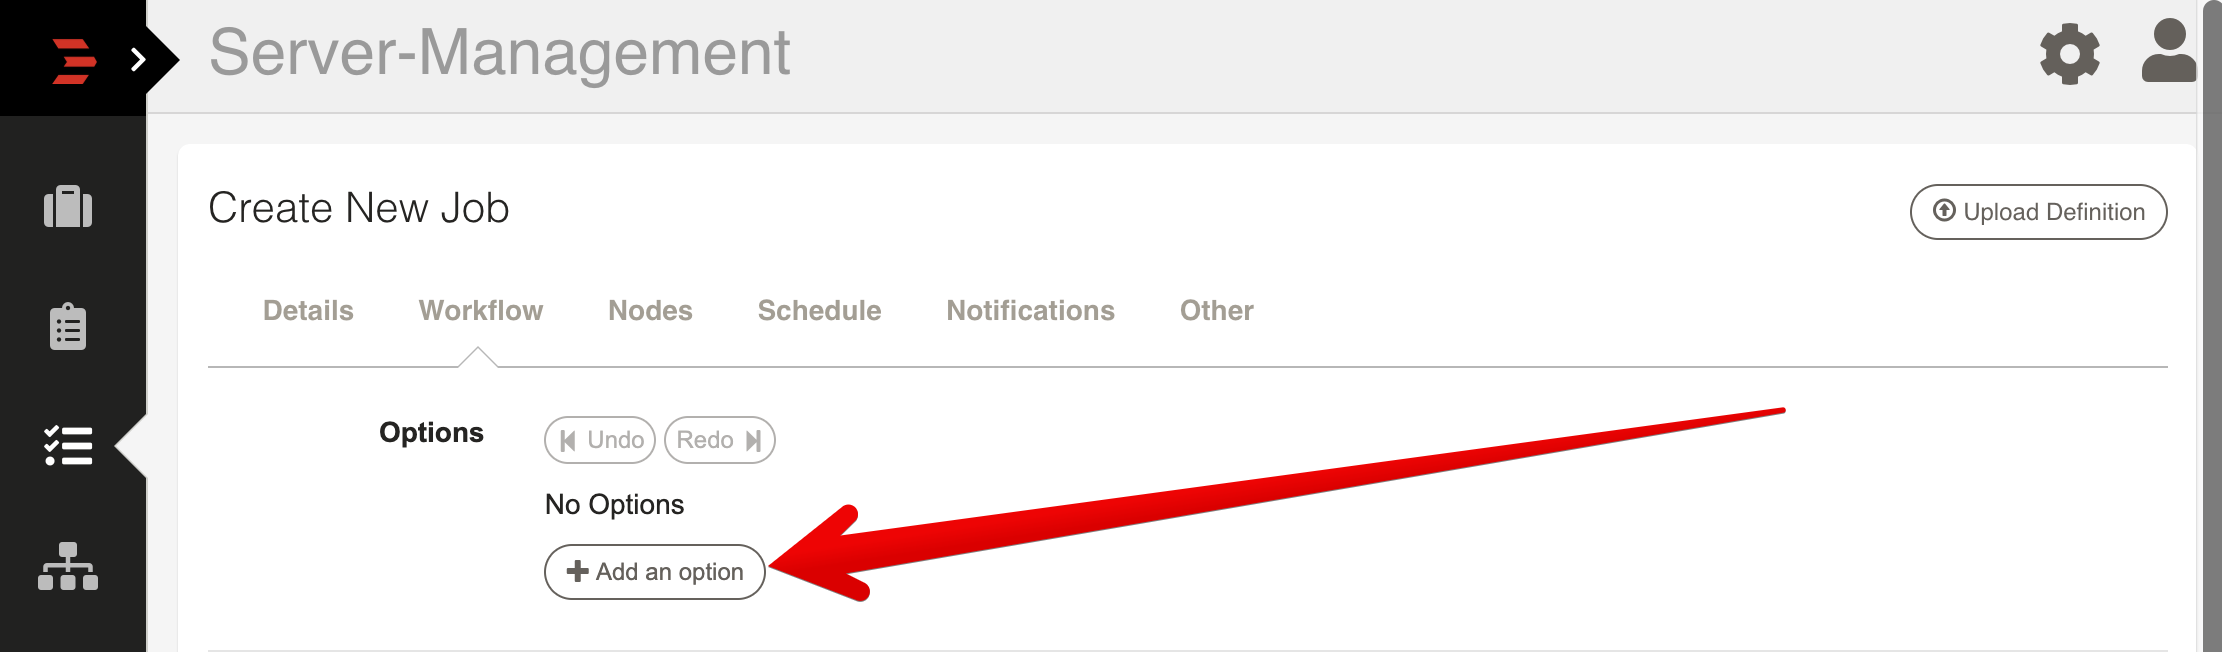 Server-Management
Create New Job
Upload Definition
Details Workflow Nodes Schedule Notifications Other
Options Undo Redo
No Options
Add an option